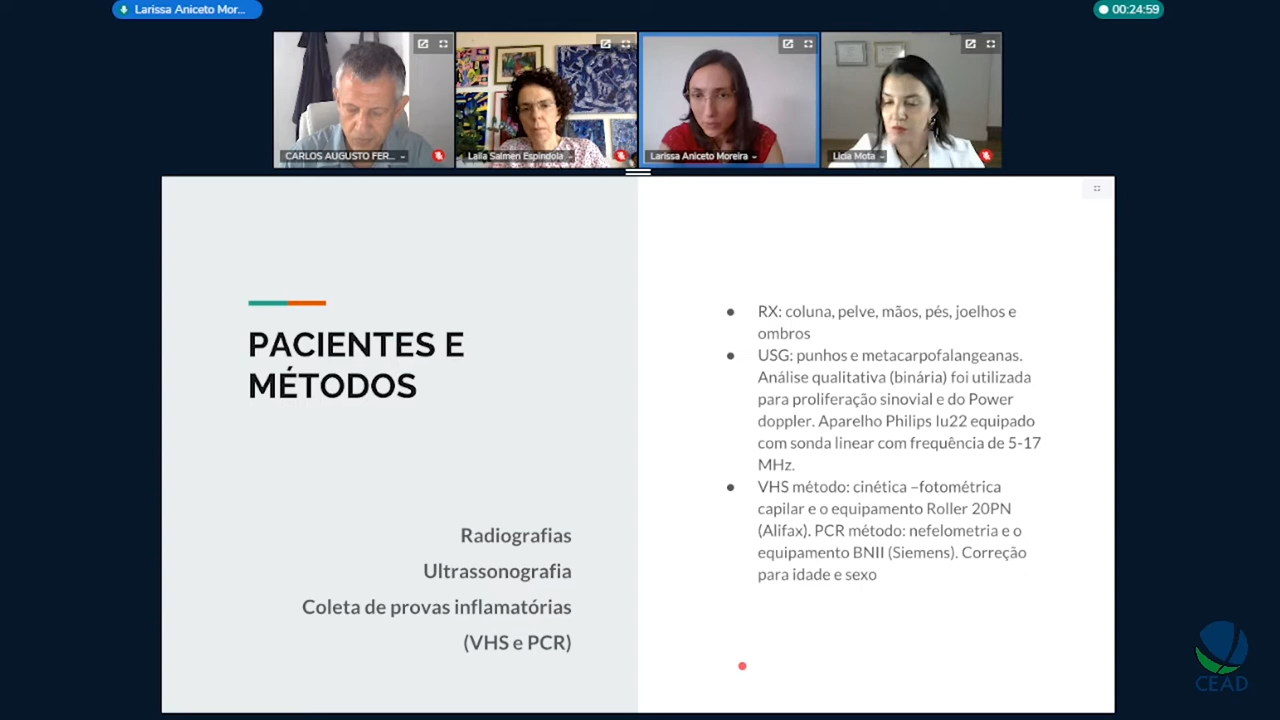 Larissa Aniceto Mor...
00:24:59
CARLOS AUGUSTO FER...
Laila Salmen Espindola
Larissa Aniceto Moreira
Licia Mota
PACIENTES E
MÉTODOS
Radiografias
Ultrassonografia
Coleta de provas inflamatórias
(VHS e PCR)
RX: coluna, pelve, mãos, pés, joelhos e
ombros
USG: punhos e metacarpofalangeanas.
Análise qualitativa (binária) foi utilizada
para proliferação sinovial e do Power
doppler. Aparelho Philips Iu22 equipado
com sonda linear com frequência de 5-17
MHz.
VHS método: cinética –fotométrica
capilar e o equipamento Roller 20PN
(Alifax). PCR método: nefelometria e o
equipamento BNII (Siemens). Correção
para idade e sexo
CEAD